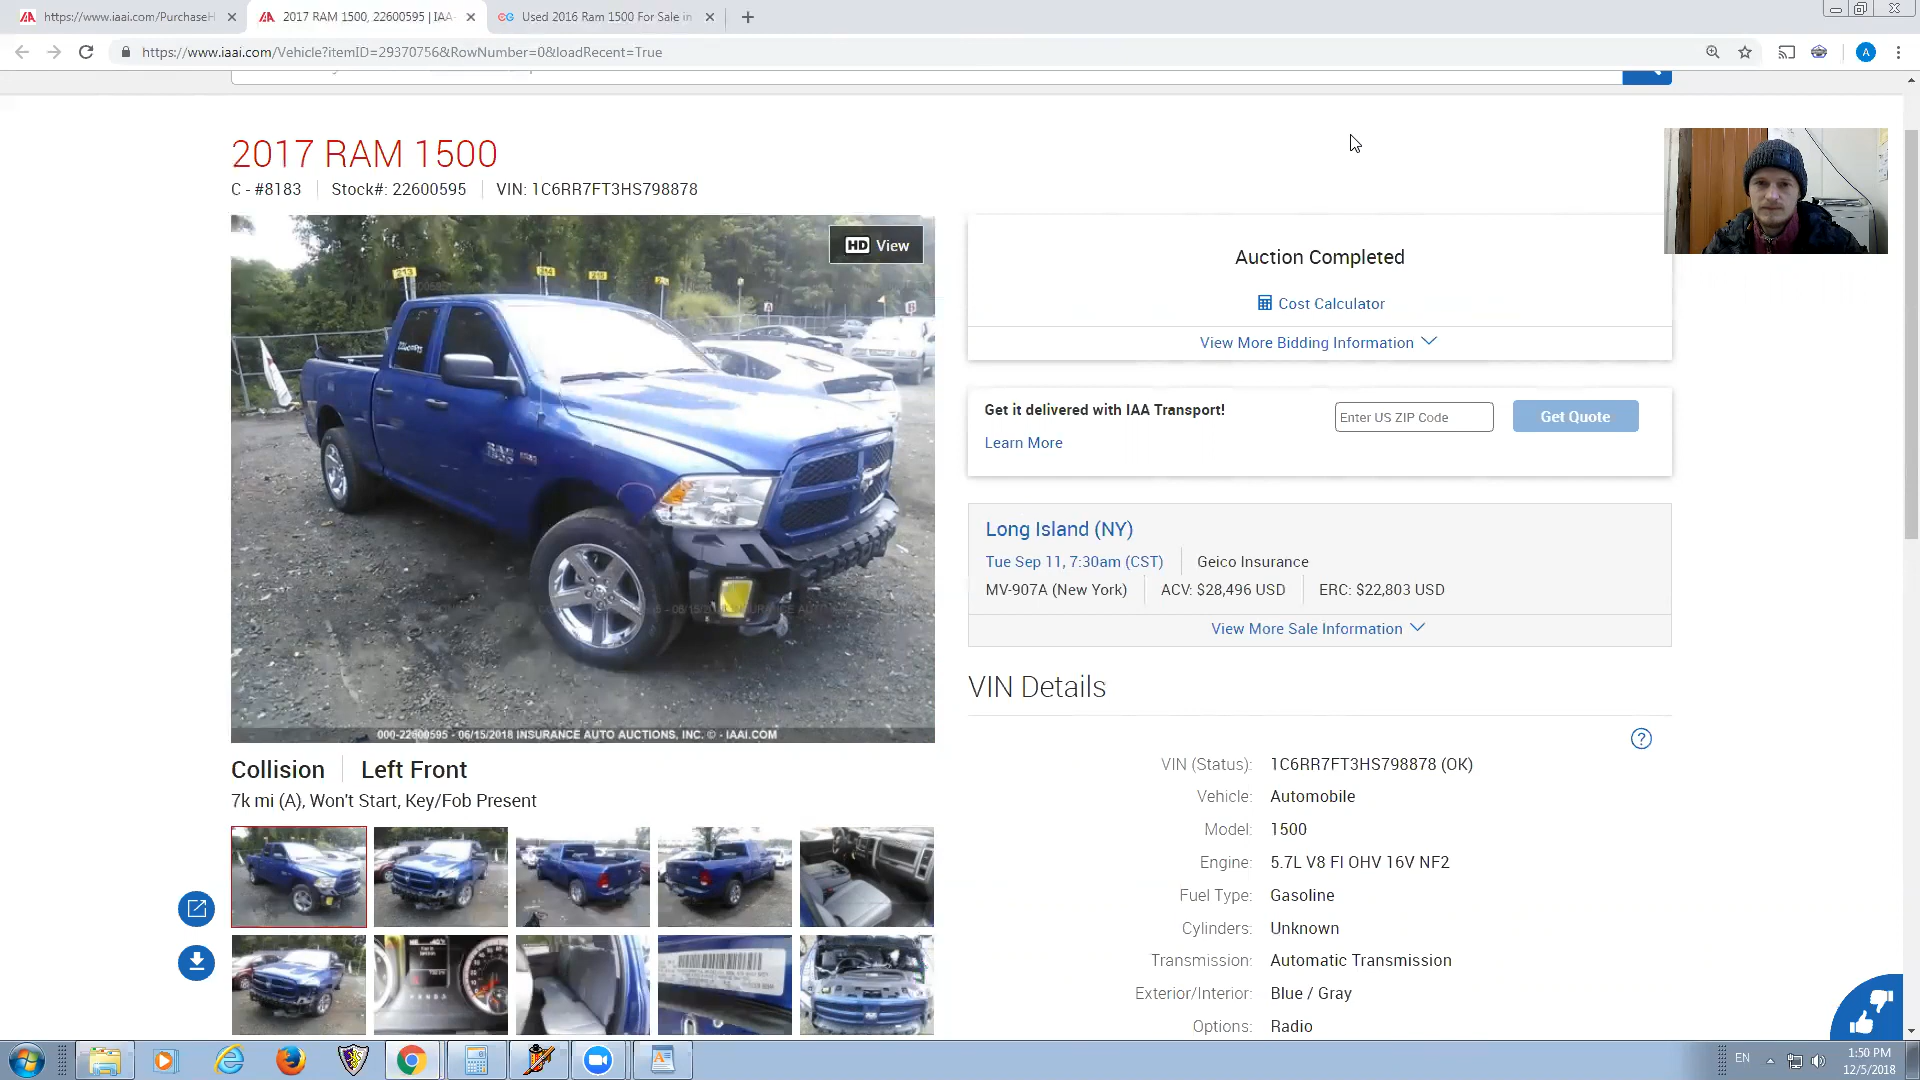 https://www.iaai.com/PurchaseH
2017 RAM 1500, 22600595 | IAA-
Used 2016 Ram 1500 For Sale in
https://www.iaai.com/Vehicle?itemID=29370756&RowNumber=0&loadRecent=True
A
2017 RAM 1500
C - #8183
Stock#: 22600595
VIN: 1C6RR7FT3HS798878
HD View
000-22600595 - 06/15/2018 INSURANCE AUTO AUCTIONS, INC. © - IAAI.COM
Collision
Left Front
7k mi (A), Won't Start, Key/Fob Present
Auction Completed
Cost Calculator
View More Bidding Information
Get it delivered with IAA Transport!
Enter US ZIP Code
Get Quote
Learn More
Long Island (NY)
Tue Sep 11, 7:30am (CST)
Geico Insurance
MV-907A (New York)
ACV: $28,496 USD
ERC: $22,803 USD
View More Sale Information
VIN Details
?
VIN (Status): 1C6RR7FT3HS798878 (OK)
Vehicle: Automobile
Model: 1500
Engine: 5.7L V8 FI OHV 16V NF2
Fuel Type: Gasoline
Cylinders: Unknown
Transmission: Automatic Transmission
Exterior/Interior: Blue / Gray
Options: Radio
EN
1:50 PM
12/5/2018